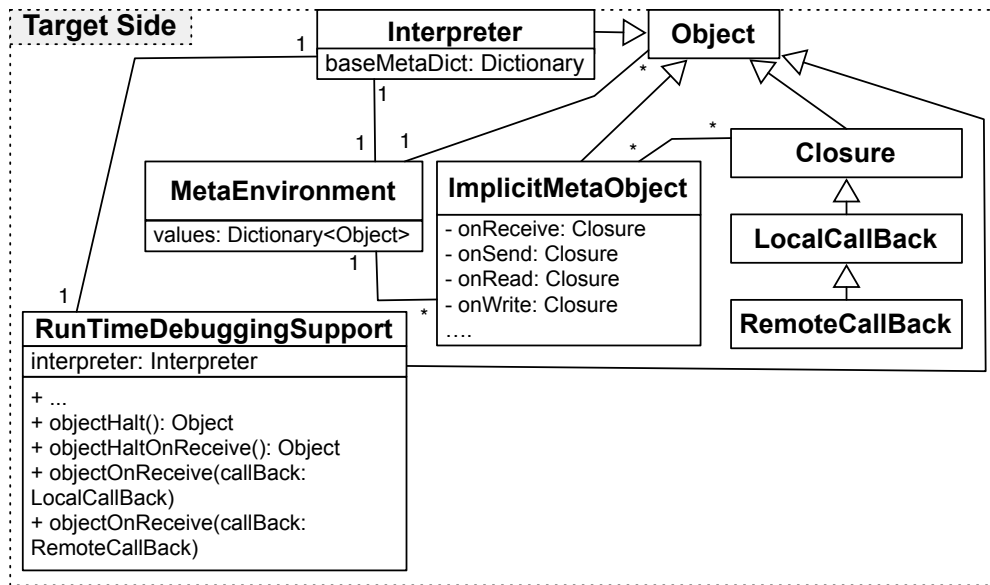 Target Side
Interpreter
baseMetaDict: Dictionary
Object
1
1
*
1
1
*
*
Closure
MetaEnvironment
values: Dictionary<Object>
ImplicitMetaObject
- onReceive: Closure
- onSend: Closure
- onRead: Closure
- onWrite: Closure
....
LocalCallBack
RemoteCallBack
1
*
1
RunTimeDebuggingSupport
interpreter: Interpreter
+ ...
+ objectHalt(): Object
+ objectHaltOnReceive(): Object
+ objectOnReceive(callBack:
LocalCallBack)
+ objectOnReceive(callBack:
RemoteCallBack)